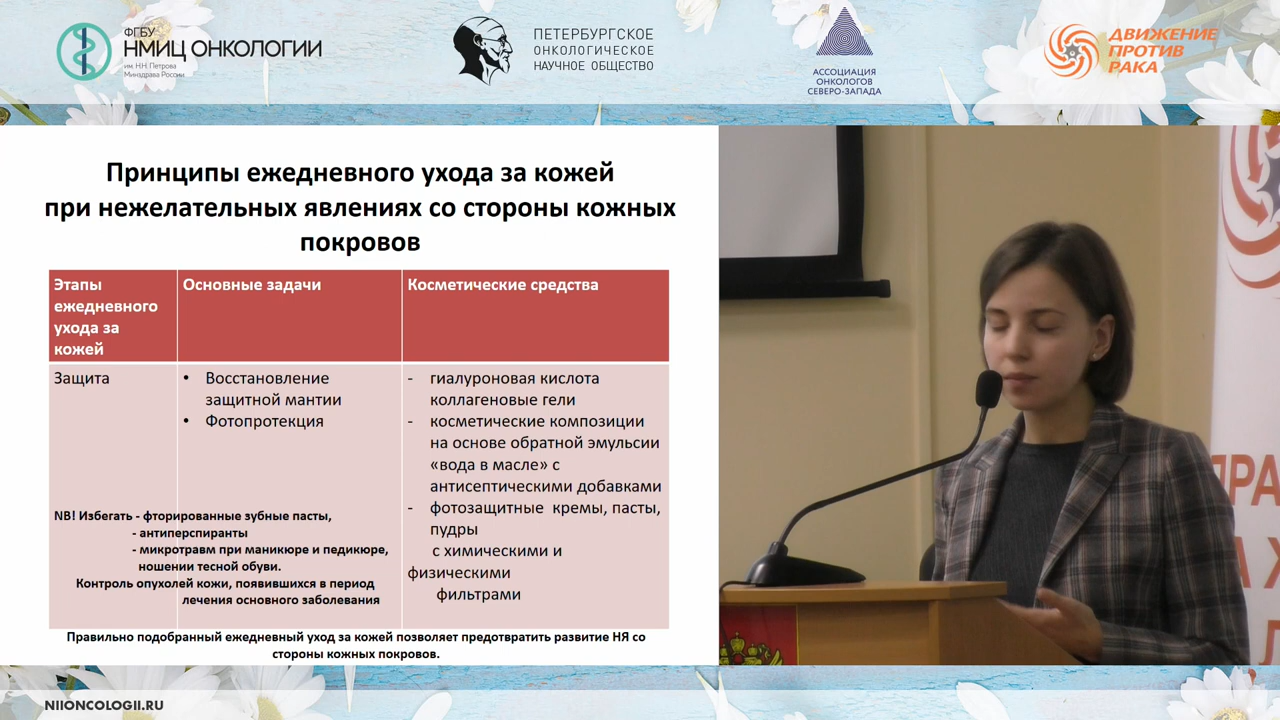 ФГБУ
НМИЦ ОНКОЛОГИИ
им. Н.Н. Петрова
Минздрава России
ПЕТЕРБУРГСКОЕ
ОНКОЛОГИЧЕСКОЕ
НАУЧНОЕ ОБЩЕСТВО
АССОЦИАЦИЯ
ОНКОЛОГОВ
СЕВЕРО-ЗАПАДА
ДВИЖЕНИЕ
ПРОТИВ
РАКА
Принципы ежедневного ухода за кожей
при нежелательных явлениях со стороны кожных
покровов
Этапы
ежедневного
ухода за
кожей
Основные задачи
Косметические средства
Защита
• Восстановление
защитной мантии
• Фотопротекция
- гиалуроновая кислота
коллагеновые гели
- косметические композиции
на основе обратной эмульсии
«вода в масле» с
антисептическими добавками
- фотозащитные кремы, пасты,
пудры
с химическими и
физическими
фильтрами
NB! Избегать - фторированные зубные пасты,
- антиперспиранты
- микротравм при маникюре и педикюре,
ношении тесной обуви.
Контроль опухолей кожи, появившихся в период
лечения основного заболевания
Правильно подобранный ежедневный уход за кожей позволяет предотвратить развитие НЯ со
стороны кожных покровов.
NIIONCOLOGII.RU